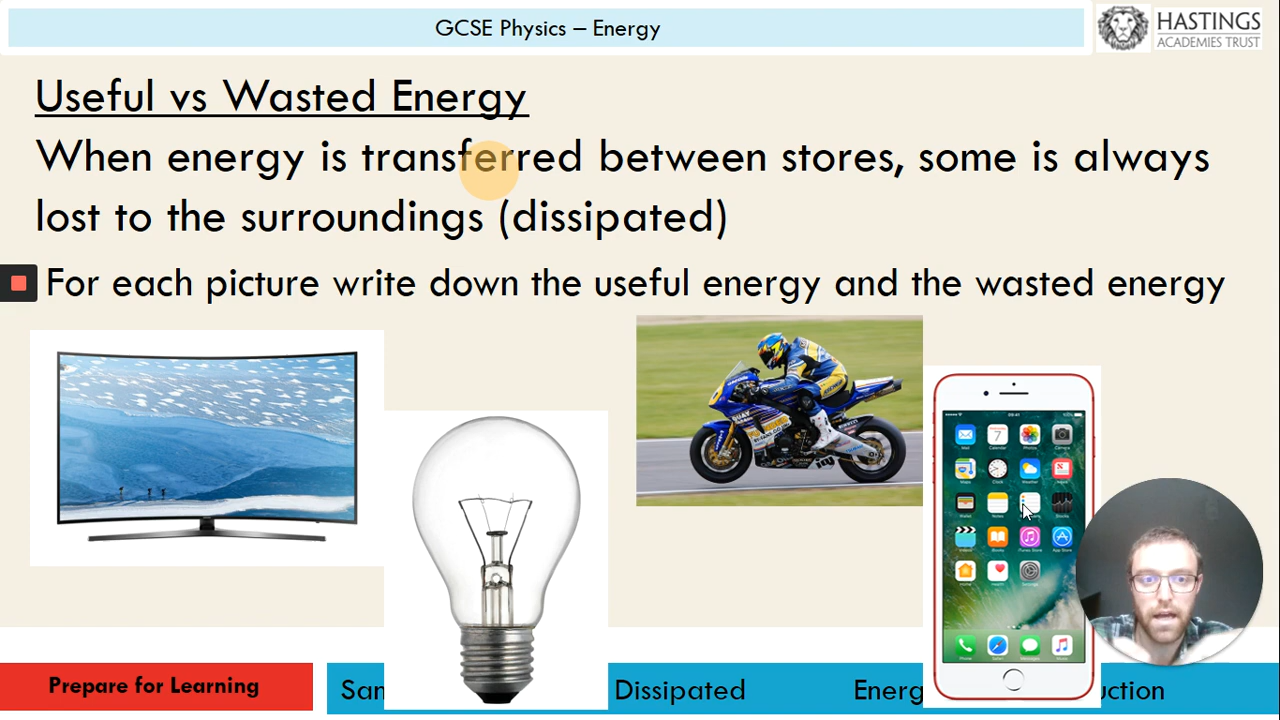 GCSE Physics – Energy
HASTINGS
ACADEMIES TRUST
Useful vs Wasted Energy
When energy is transferred between stores, some is always
lost to the surroundings (dissipated)
For each picture write down the useful energy and the wasted energy
Prepare for Learning
Dissipated